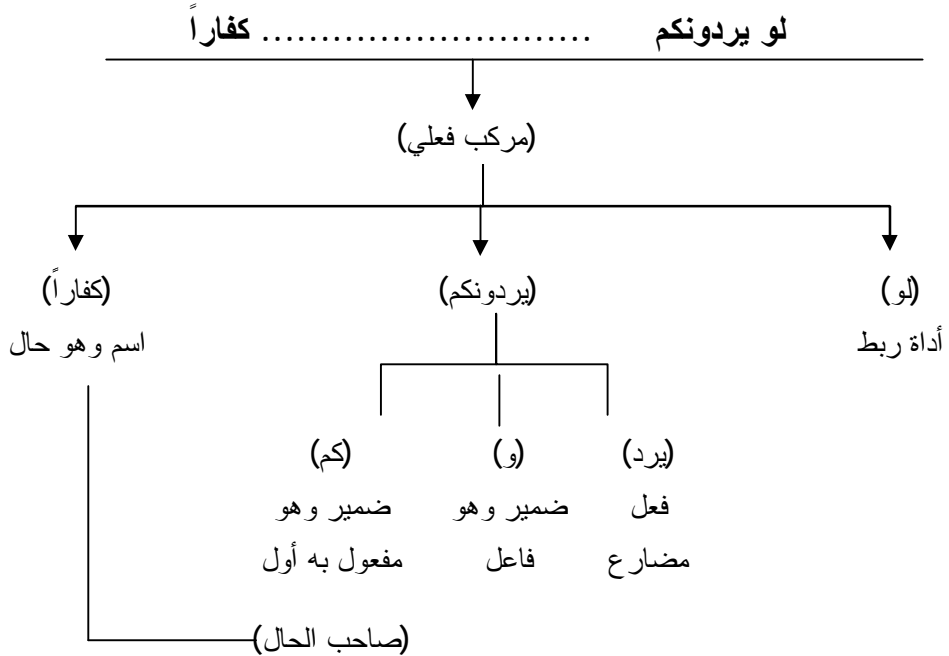 لو يردونكم ............................ كفاراً
(مركب فعلي)
(لو)
أداة ربط
(يردونكم)
(كفاراً)
اسم وهو حال
(يرد)
فعل
مضارع
(و)
ضمير وهو
فاعل
(كم)
ضمير وهو
مفعول به أول
(صاحب الحال)